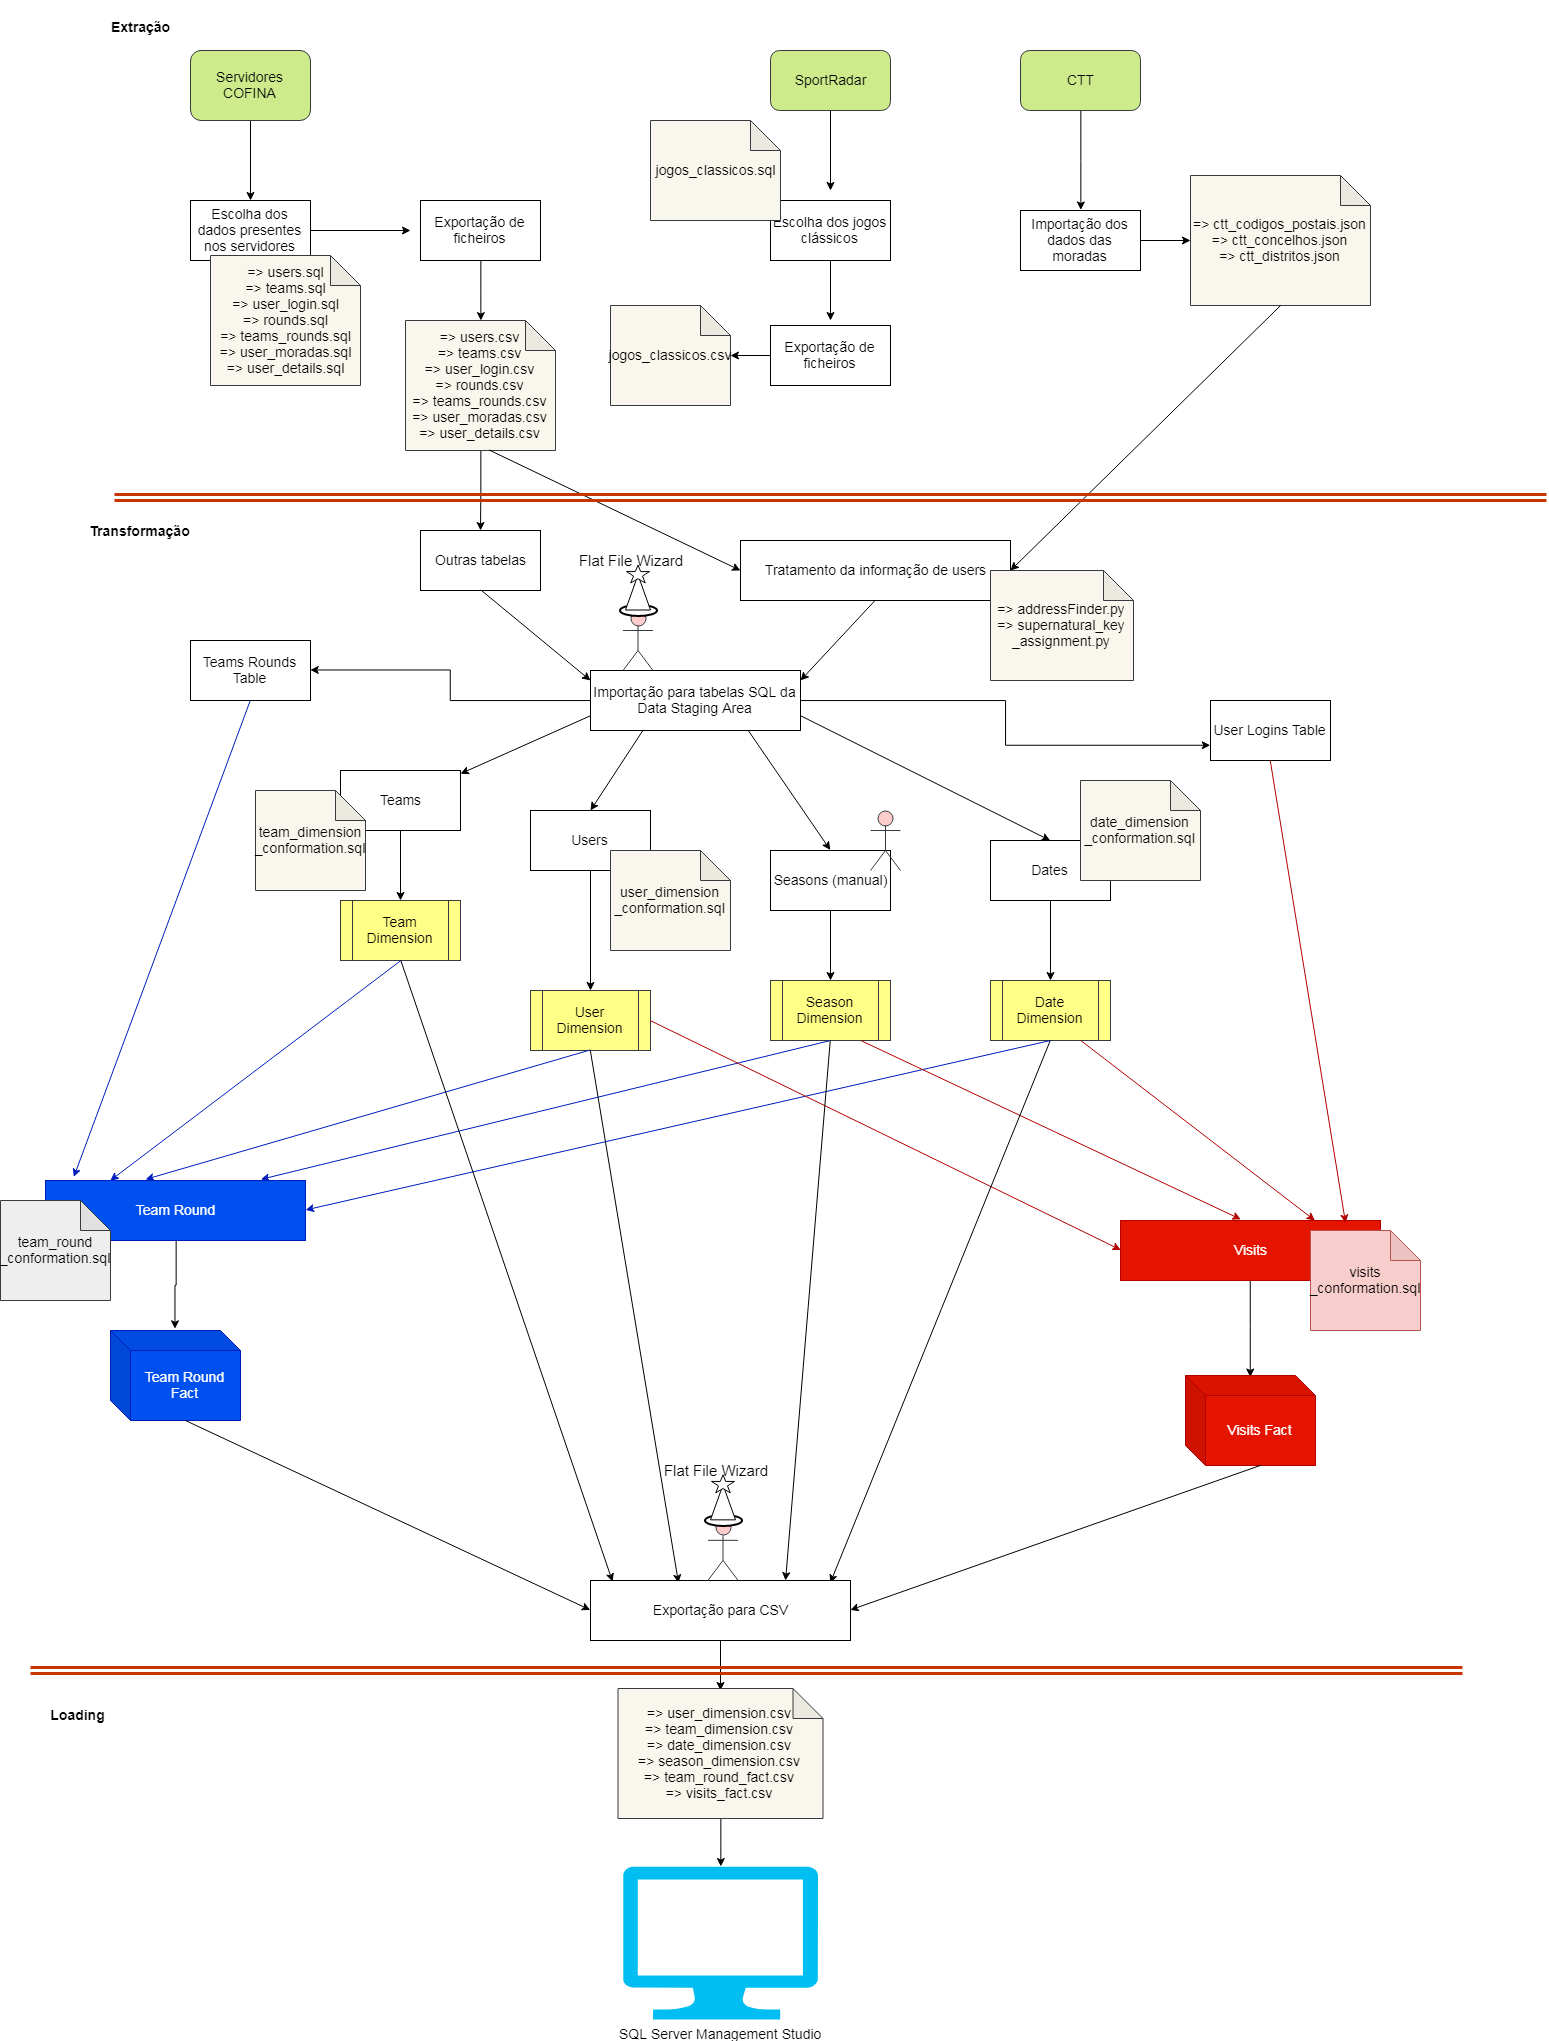 Extração
Servidores
COFINA
SportRadar
CTT
jogos_classicos.sql
Escolha dos
dados presentes
nos servidores
Exportação de
ficheiros
Escolha dos jogos
clássicos
Importação dos
dados das
moradas
=> ctt_codigos_postais.json
=> ctt_concelhos.json
=> ctt_distritos.json
=> users.sql
=> teams.sql
=> user_login.sql
=> rounds.sql
=> teams_rounds.sql
=> user_moradas.sql
=> user_details.sql
=> users.csv
=> teams.csv
=> user_login.csv
=> rounds.csv
=> teams_rounds.csv
=> user_moradas.csv
=> user_details.csv
jogos_classicos.csv
Exportação de
ficheiros
Transformação
Outras tabelas
Flat File Wizard
Tratamento da informação de users
=> addressFinder.py
=> supernatural_key
_assignment.py
Teams Rounds
Table
Importação para tabelas SQL da
Data Staging Area
User Logins Table
Teams
team_dimension
_conformation.sql
Users
user_dimension
_conformation.sql
Seasons (manual)
Dates
date_dimension
_conformation.sql
Team
Dimension
User
Dimension
Season
Dimension
Date
Dimension
Team Round
team_round
_conformation.sql
Visits
visits
_conformation.sql
Team Round
Fact
Visits Fact
Flat File Wizard
Exportação para CSV
Loading
=> user_dimension.csv
=> team_dimension.csv
=> date_dimension.csv
=> season_dimension.csv
=> team_round_fact.csv
=> visits_fact.csv
SQL Server Management Studio